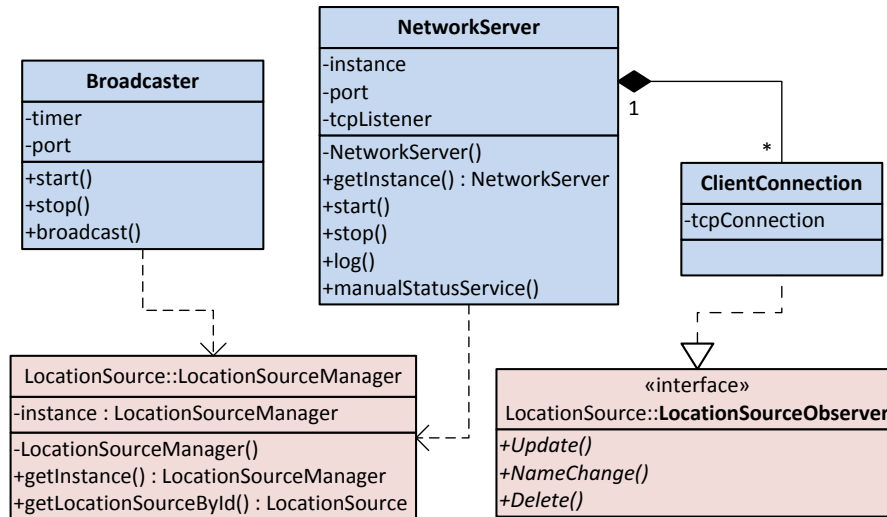 Broadcaster
-timer
-port
+start()
+stop()
+broadcast()
NetworkServer
-instance
-port
-tcpListener
-NetworkServer()
+getInstance() : NetworkServer
+start()
+stop()
+log()
+manualStatusService()
1
*
ClientConnection
-tcpConnection
LocationSource::LocationSourceManager
-instance : LocationSourceManager
-LocationSourceManager()
+getInstance() : LocationSourceManager
+getLocationSourceById() : LocationSource
«interface»
LocationSource::LocationSourceObserver
+Update()
+NameChange()
+Delete()